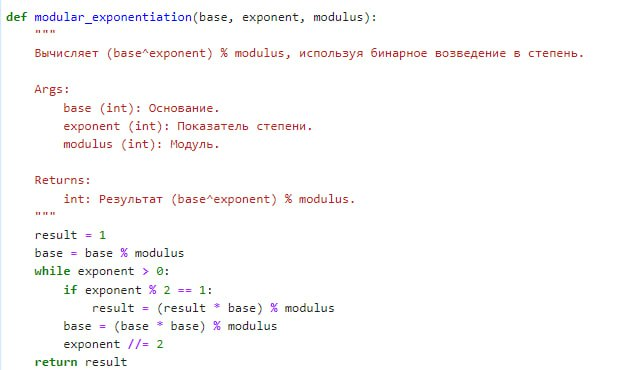 def modular_exponentiation(base, exponent, modulus):
    """
    Вычисляет (base^exponent) % modulus, используя бинарное возведение в степень.

    Args:
        base (int): Основание.
        exponent (int): Показатель степени.
        modulus (int): Модуль.

    Returns:
        int: Результат (base^exponent) % modulus.
    """
    result = 1
    base = base % modulus
    while exponent > 0:
        if exponent % 2 == 1:
            result = (result * base) % modulus
        base = (base * base) % modulus
        exponent //= 2
    return result